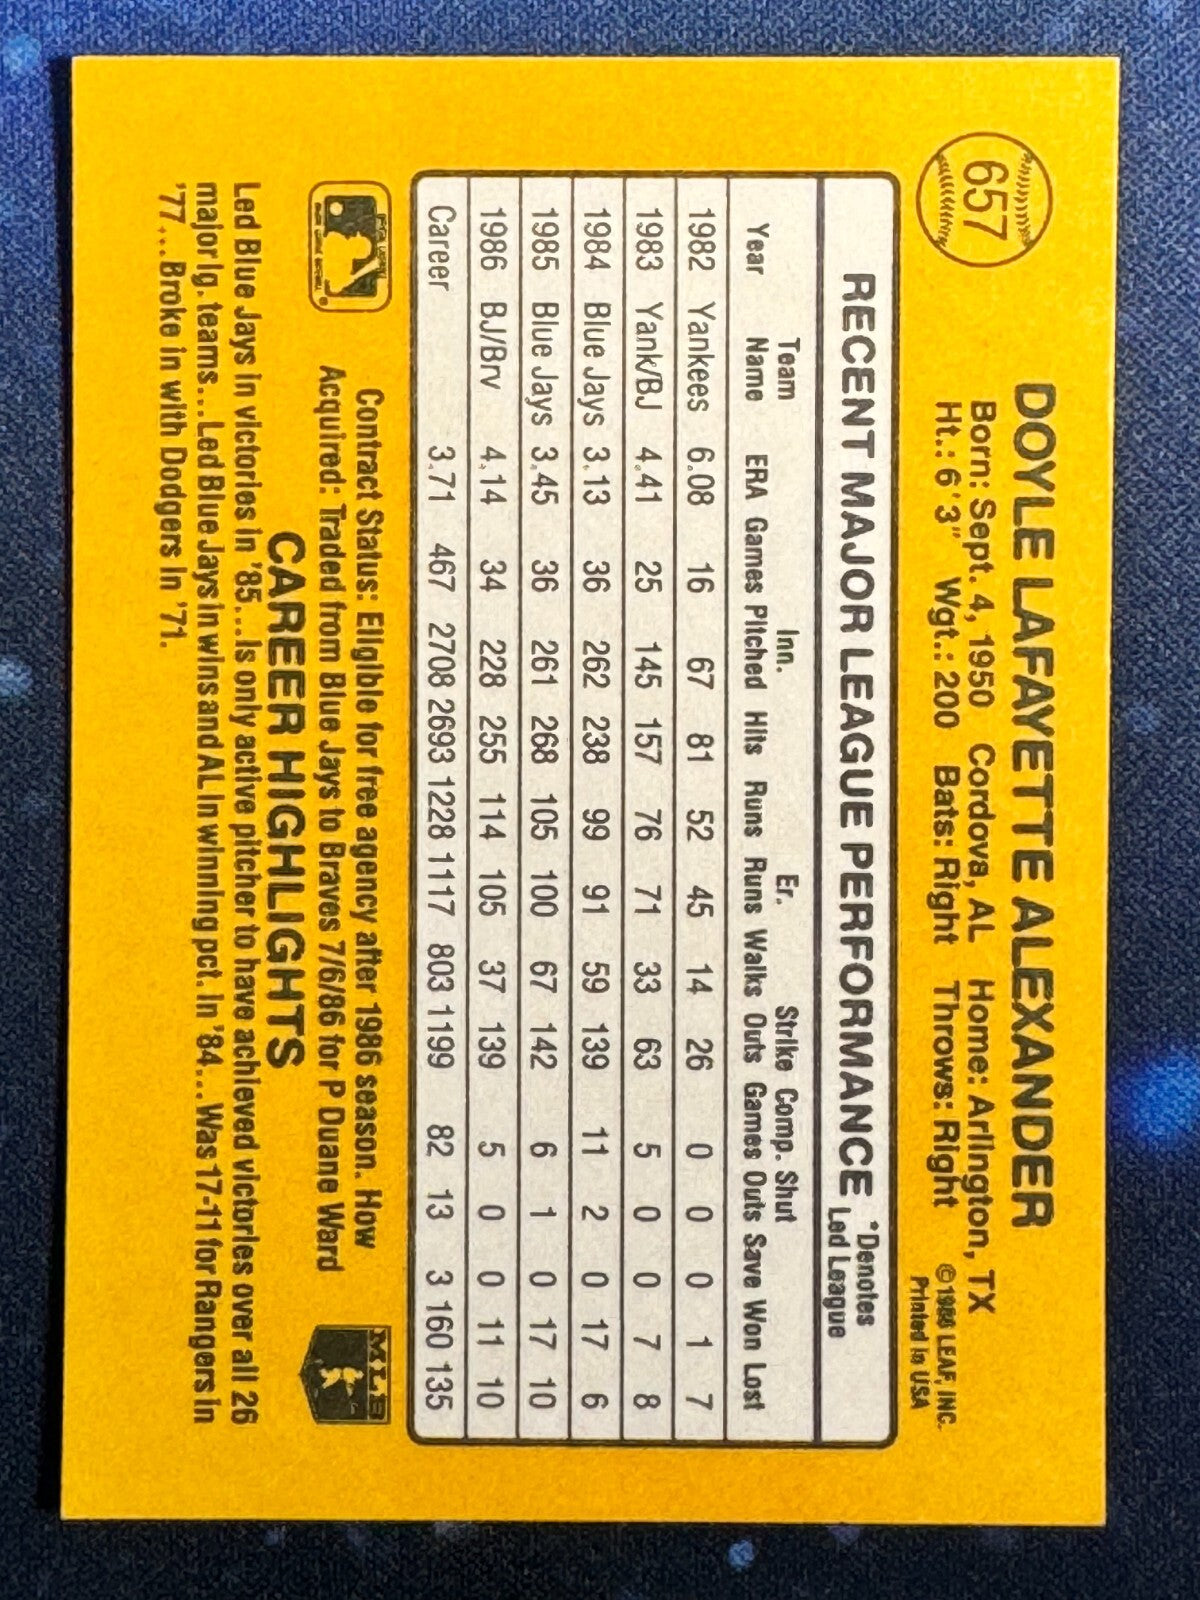 657
DOYLE LAFAYETTE ALEXANDER
Born: Sept. 4, 1950 Cordova, AL Home: Arlington, TX
Ht.: 6'3" Wgt.: 200 Bats: Right Throws: Right
© 1986 LEAF, INC.
Printed in USA
RECENT MAJOR LEAGUE PERFORMANCE *Denotes Led League
Team Inn. Er. Strike Comp. Shut
Year Name ERA Games Pitched Hits Runs Runs Walks Outs Games Outs Save Won Lost
1982 Yankees 6.08 16 67 81 52 45 14 26 0 0 0 1 7
1983 Yank/BJ 4.41 25 145 157 76 71 33 63 5 0 0 7 8
1984 Blue Jays 3.13 36 262 238 99 91 59 139 11 2 0 17 6
1985 Blue Jays 3.45 36 261 268 105 100 67 142 6 1 0 17 10
1986 BJ/Brv 4.14 34 228 255 114 105 37 139 5 0 0 11 10
Career 3.71 467 2708 2693 1228 1117 803 1199 82 13 3 160 135
Contract Status: Eligible for free agency after 1986 season. How
Acquired: Traded from Blue Jays to Braves 7/6/86 for P Duane Ward
MLB
CAREER HIGHLIGHTS
Led Blue Jays in victories in '85...Is only active pitcher to have achieved victories over all 26
major lg. teams...Led Blue Jays in wins and AL in winning pct. in '84...Was 17-11 for Rangers in
'77...Broke in with Dodgers in '71.